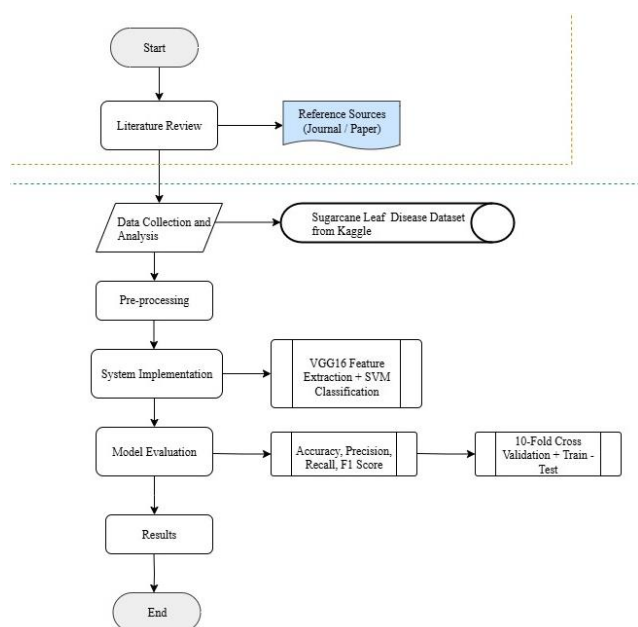 Start
Literature Review
Reference Sources
(Journal / Paper)
Data Collection and
Analysis
Sugarcane Leaf Disease Dataset
from Kaggle
Pre-processing
System Implementation
VGG16 Feature
Extraction + SVM
Classification
Model Evaluation
Accuracy, Precision,
Recall, F1 Score
10-Fold Cross
Validation + Train -
Test
Results
End